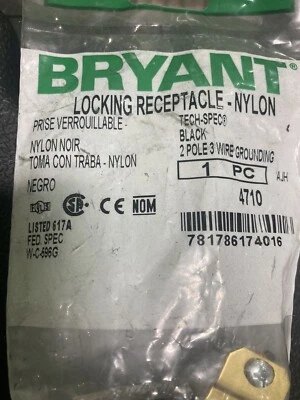 BRYANT
LOCKING RECEPTACLE - NYLON
PRISE VERROUILLABLE - TECH-SPEC®
NYLON NOIR BLACK
TOMA CON TRABA - NYLON 2 POLE 3 WIRE GROUNDING
NEGRO 1 PC AJH
4710
CE NOM
LISTED 617A
FED. SPEC
W-C-596G
781786174016